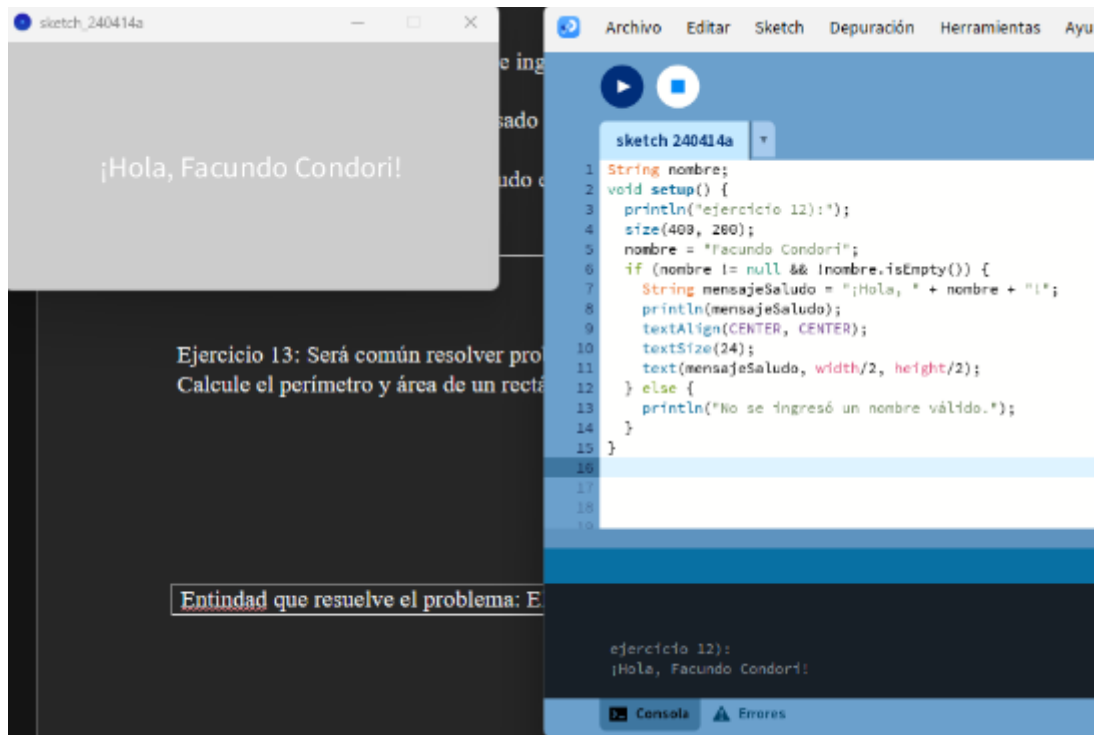 sketch_240414a
¡Hola, Facundo Condori!
e ing
sado
udo
Ejercicio 13: Será común resolver pro
Calcule el perímetro y área de un rectá
Entindad que resuelve el problema: E
Archivo Editar Sketch Depuración Herramientas Ayu
sketch 240414a
1 String nombre;
2 void setup() {
3 println("ejercicio 12):");
4 size(400, 200);
5 nombre = "Facundo Condori";
6 if (nombre != null && !nombre.isEmpty()) {
7 String mensajeSaludo = "¡Hola, " + nombre + "!";
8 println(mensajeSaludo);
9 textAlign(CENTER, CENTER);
10 textSize(24);
11 text(mensajeSaludo, width/2, height/2);
12 } else {
13 println("No se ingresó un nombre válido.");
14 }
15 }
16
17
18
19
ejercicio 12):
¡Hola, Facundo Condori!
Consola Errores